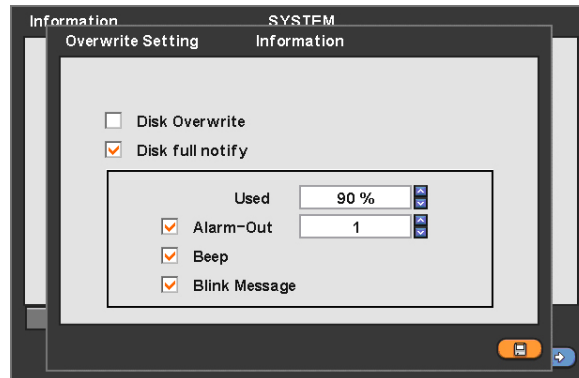 Information SYSTEM
Overwrite Setting Information
Disk Overwrite
Disk full notify
Used 90 %
Alarm-Out 1
Beep
Blink Message